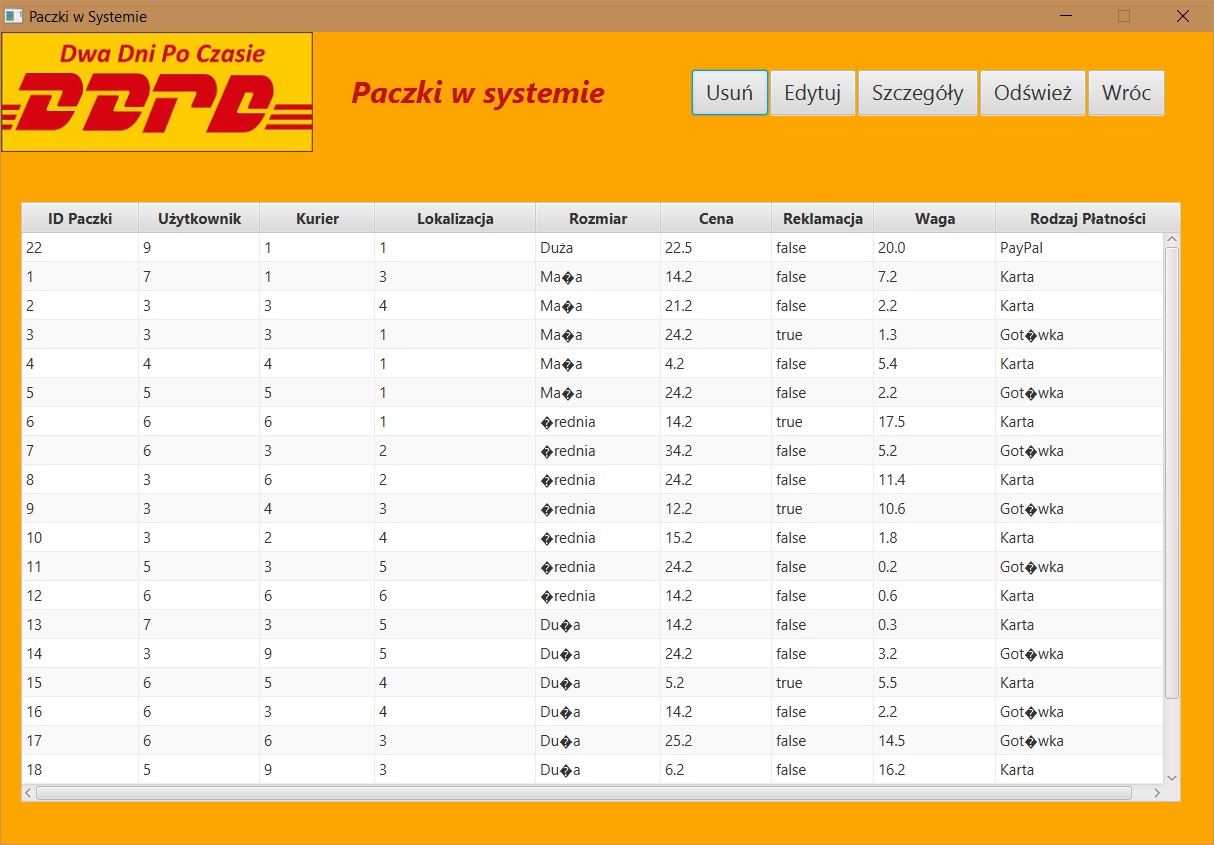 Paczki w Systemie
Dwa Dni Po Czasie
Paczki w systemie
Usuń Edytuj Szczegóły Odśwież Wróc
ID Paczki Użytkownik Kurier Lokalizacja Rozmiar Cena Reklamacja Waga Rodzaj Płatności
22 9 1 1 Duża 22.5 false 20.0 PayPal
1 7 1 3 Ma�a 14.2 false 7.2 Karta
2 3 3 4 Ma�a 21.2 false 2.2 Karta
3 3 3 1 Ma�a 24.2 true 1.3 Got�wka
4 4 4 1 Ma�a 4.2 false 5.4 Karta
5 5 5 1 Ma�a 24.2 false 2.2 Got�wka
6 6 6 1 �rednia 14.2 true 17.5 Karta
7 6 3 2 �rednia 34.2 false 5.2 Got�wka
8 3 6 2 �rednia 24.2 false 11.4 Karta
9 3 4 3 �rednia 12.2 true 10.6 Got�wka
10 3 2 4 �rednia 15.2 false 1.8 Karta
11 5 3 5 �rednia 24.2 false 0.2 Got�wka
12 6 6 6 �rednia 14.2 false 0.6 Karta
13 7 3 5 Du�a 14.2 false 0.3 Karta
14 3 9 5 Du�a 24.2 false 3.2 Got�wka
15 6 5 4 Du�a 5.2 true 5.5 Karta
16 6 3 4 Du�a 14.2 false 2.2 Got�wka
17 6 6 3 Du�a 25.2 false 14.5 Got�wka
18 5 9 3 Du�a 6.2 false 16.2 Karta